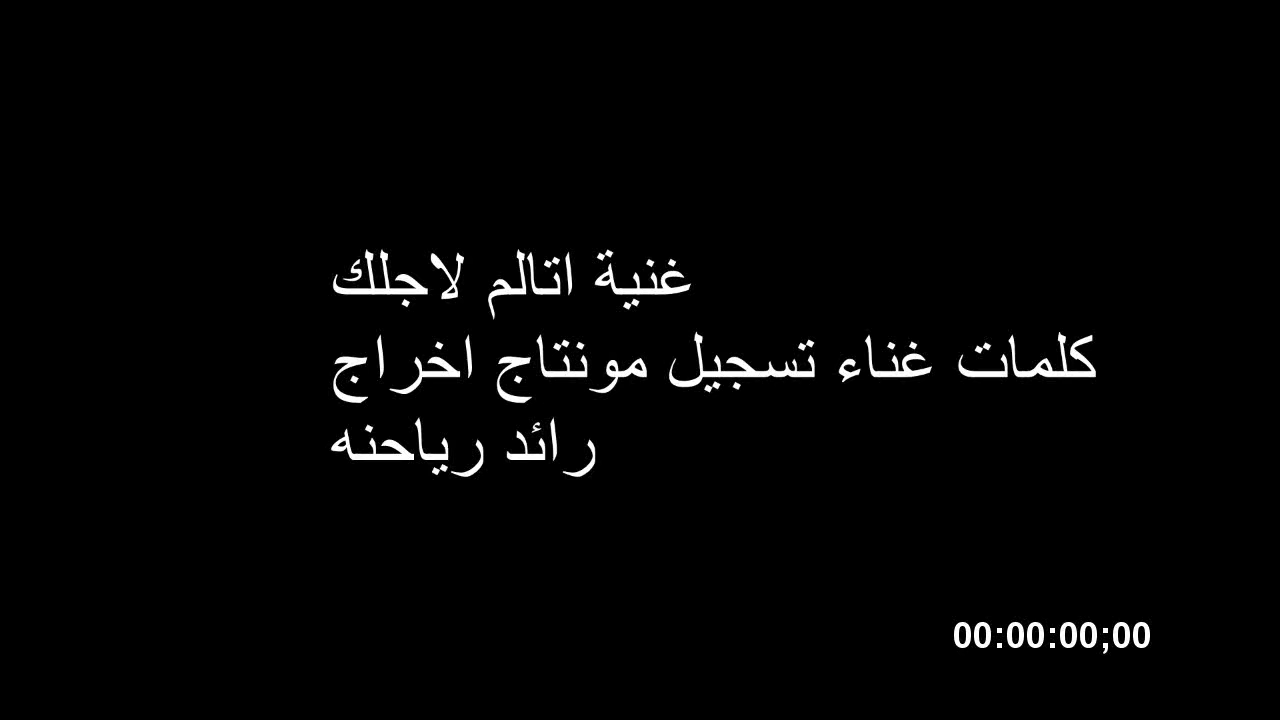 غنية اتالم لاجلك
كلمات غناء تسجيل مونتاج اخراج
رائد رياحنه
00:00:00;00